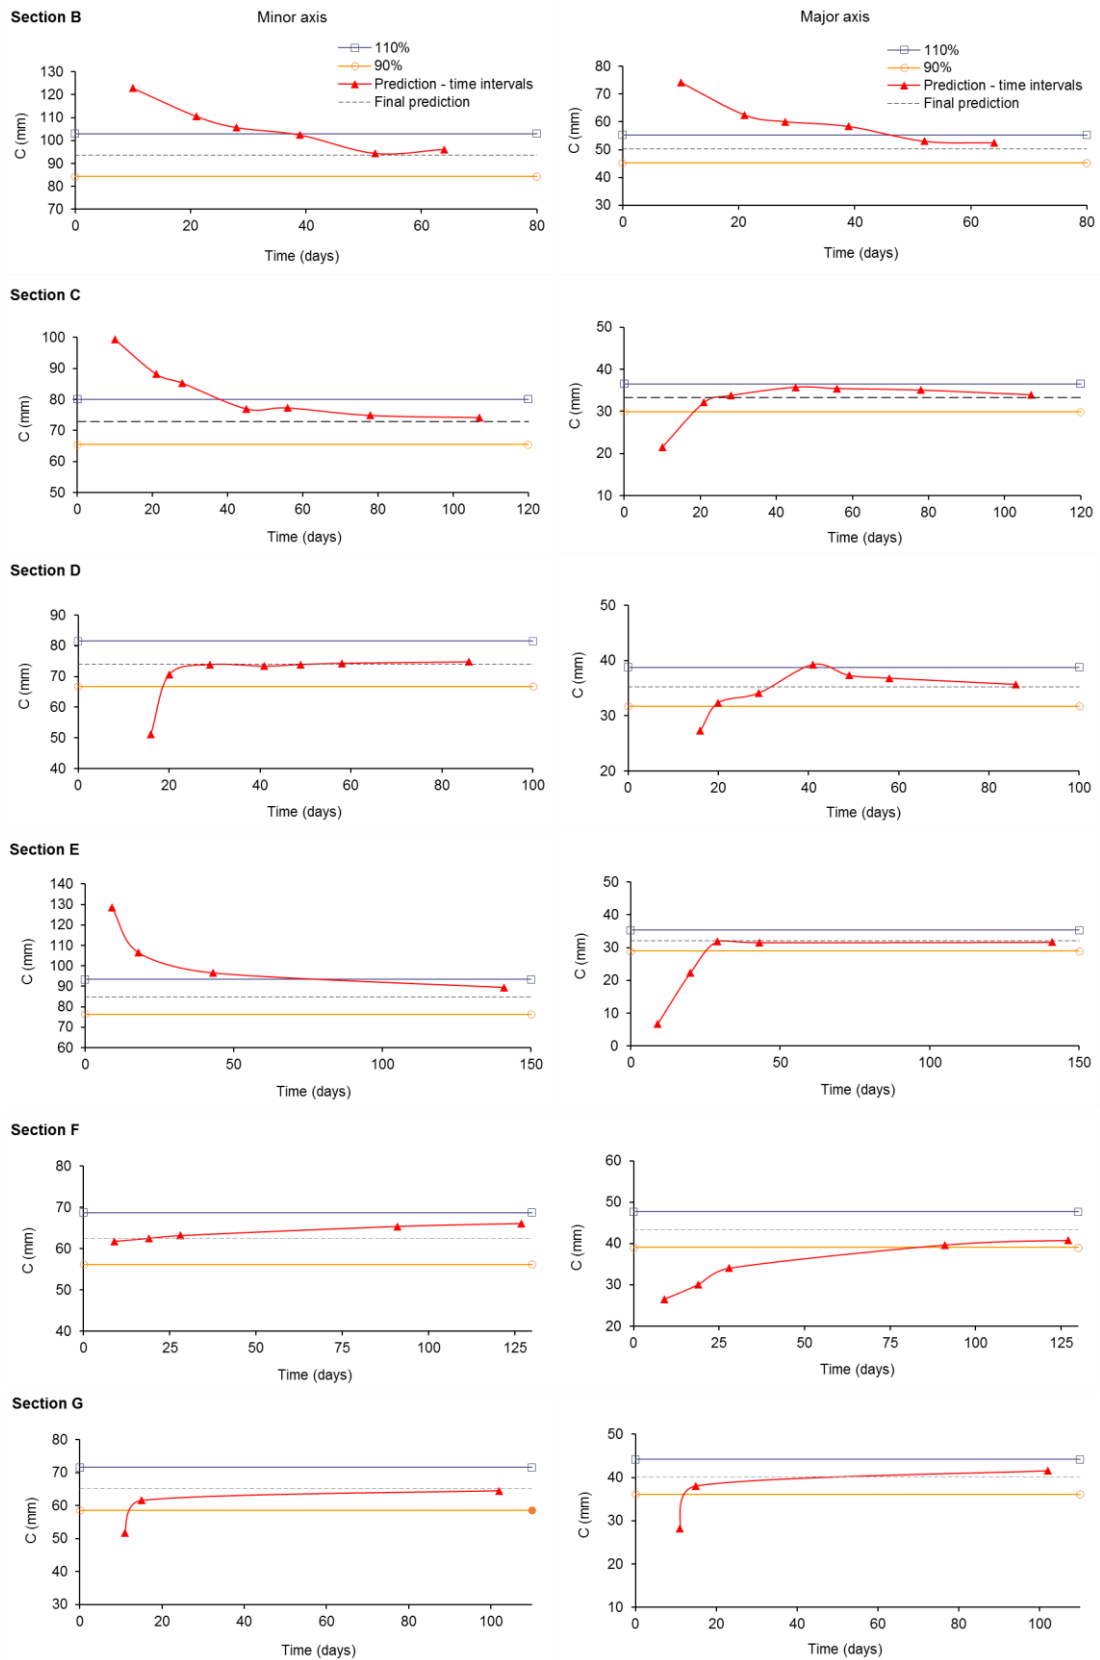 Section B
Minor axis
Major axis
110%
90%
Prediction - time intervals
Final prediction
130
120
110
100
90
80
70
C (mm)
0 20 40 60 80
Time (days)
110%
90%
Prediction - time intervals
Final prediction
80
70
60
50
40
30
C (mm)
0 20 40 60 80
Time (days)
Section C
100
90
80
70
60
50
C (mm)
0 20 40 60 80 100 120
Time (days)
50
40
30
20
10
C (mm)
0 20 40 60 80 100 120
Time (days)
Section D
90
80
70
60
50
40
C (mm)
0 20 40 60 80 100
Time (days)
50
40
30
20
C (mm)
0 20 40 60 80 100
Time (days)
Section E
140
130
120
110
100
90
80
70
60
C (mm)
0 50 100 150
Time (days)
50
40
30
20
10
0
C (mm)
0 50 100 150
Time (days)
Section F
80
70
60
50
40
C (mm)
0 25 50 75 100 125
Time (days)
60
50
40
30
20
C (mm)
0 25 50 75 100 125
Time (days)
Section G
80
70
60
50
40
30
C (mm)
0 20 40 60 80 100
Time (days)
50
40
30
20
10
C (mm)
0 20 40 60 80 100
Time (days)